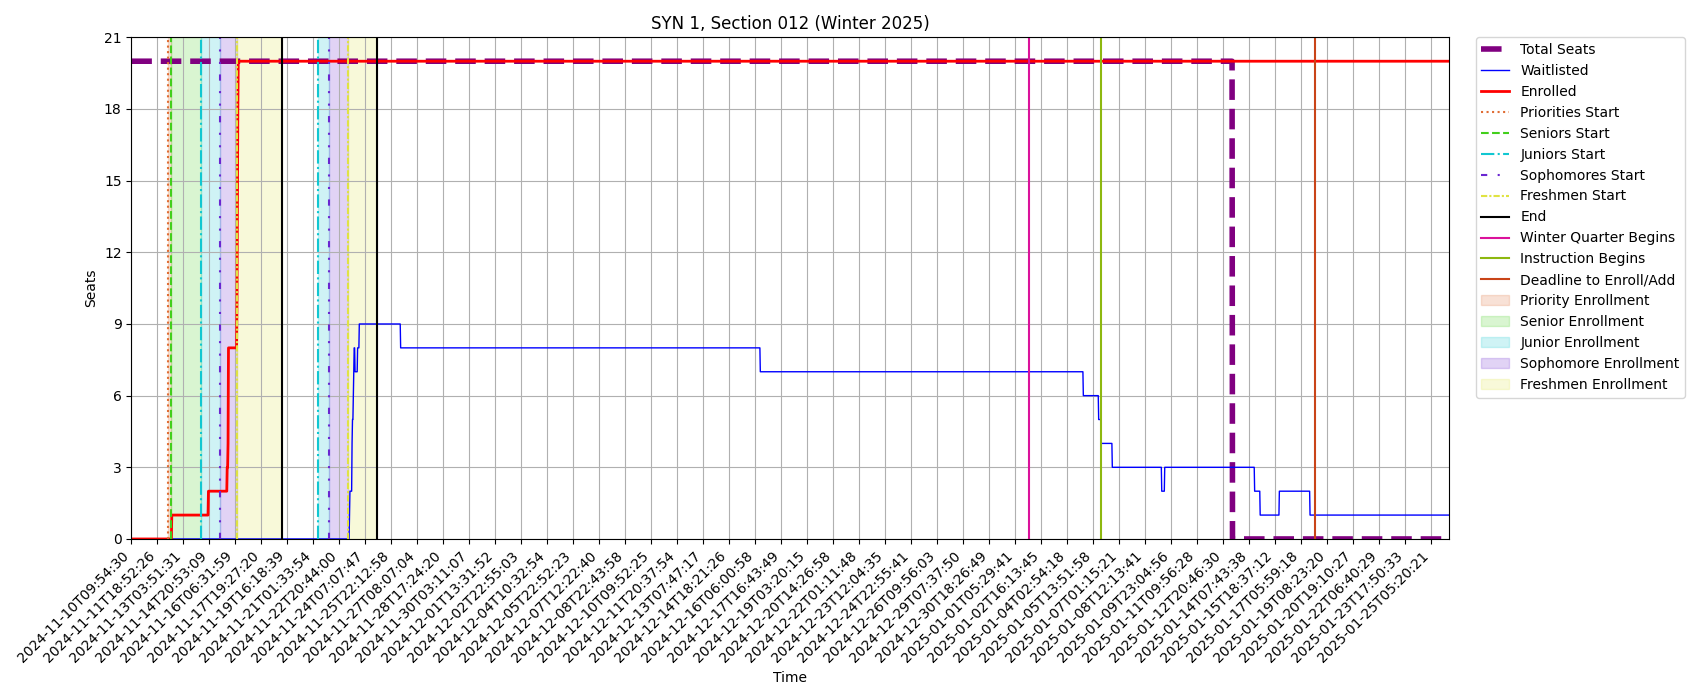 SYN 1, Section 012 (Winter 2025)
21
18
15
12
9
6
3
0
Seats
2024-11-10T09:54:30
2024-11-11T18:52:26
2024-11-13T03:51:31
2024-11-14T20:53:09
2024-11-16T06:31:59
2024-11-17T19:27:20
2024-11-19T16:18:39
2024-11-21T01:33:54
2024-11-22T20:44:00
2024-11-24T07:07:47
2024-11-25T22:12:58
2024-11-27T08:07:04
2024-11-28T17:24:20
2024-11-30T03:11:07
2024-12-01T13:31:52
2024-12-02T22:55:03
2024-12-04T10:32:54
2024-12-05T22:52:23
2024-12-07T12:22:40
2024-12-08T22:43:58
2024-12-10T09:52:25
2024-12-11T20:37:54
2024-12-13T07:47:17
2024-12-14T18:21:26
2024-12-16T06:00:58
2024-12-17T16:43:49
2024-12-19T03:20:15
2024-12-20T14:26:58
2024-12-22T01:11:48
2024-12-23T12:04:35
2024-12-24T22:55:41
2024-12-26T09:56:03
2024-12-29T07:37:50
2024-12-30T18:26:49
2025-01-01T05:29:41
2025-01-02T16:13:45
2025-01-04T02:54:18
2025-01-05T13:51:58
2025-01-07T01:15:21
2025-01-08T12:13:41
2025-01-09T23:04:56
2025-01-11T09:56:28
2025-01-12T20:46:30
2025-01-14T07:43:38
2025-01-15T18:37:12
2025-01-17T05:59:18
2025-01-19T08:23:20
2025-01-20T19:10:27
2025-01-22T06:40:29
2025-01-23T17:50:33
2025-01-25T05:20:21
Time
Total Seats
Waitlisted
Enrolled
Priorities Start
Seniors Start
Juniors Start
Sophomores Start
Freshmen Start
End
Winter Quarter Begins
Instruction Begins
Deadline to Enroll/Add
Priority Enrollment
Senior Enrollment
Junior Enrollment
Sophomore Enrollment
Freshmen Enrollment